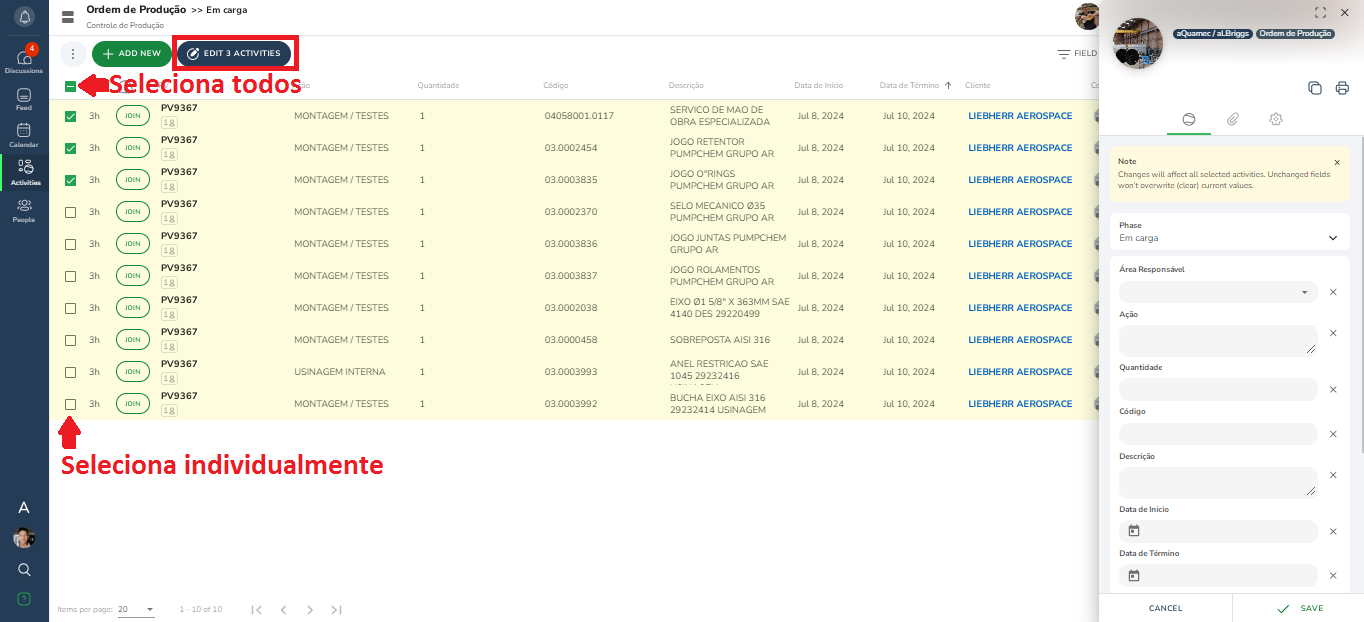 Ordem de Produção >> Em carga
Controle de Produção
4
Discussions
Feed
Calendar
Activities
People
A
ADD NEW
EDIT 3 ACTIVITIES
FIELD
Seleciona todos
Quantidade
Código
Descrição
Data de Início
Data de Término
Cliente
3h JOIN PV9367 1 MONTAGEM / TESTES 1 04058001.0117 SERVICO DE MAO DE OBRA ESPECIALIZADA Jul 8, 2024 Jul 10, 2024 LIEBHERR AEROSPACE
3h JOIN PV9367 1 MONTAGEM / TESTES 1 03.0002454 JOGO RETENTOR PUMPCHEM GRUPO AR Jul 8, 2024 Jul 10, 2024 LIEBHERR AEROSPACE
3h JOIN PV9367 1 MONTAGEM / TESTES 1 03.0003835 JOGO O"RINGS PUMPCHEM GRUPO AR Jul 8, 2024 Jul 10, 2024 LIEBHERR AEROSPACE
3h JOIN PV9367 1 MONTAGEM / TESTES 1 03.0002370 SELO MECANICO Ø35 PUMPCHEM GRUPO AR Jul 8, 2024 Jul 10, 2024 LIEBHERR AEROSPACE
3h JOIN PV9367 1 MONTAGEM / TESTES 1 03.0003836 JOGO JUNTAS PUMPCHEM GRUPO AR Jul 8, 2024 Jul 10, 2024 LIEBHERR AEROSPACE
3h JOIN PV9367 1 MONTAGEM / TESTES 1 03.0003837 JOGO ROLAMENTOS PUMPCHEM GRUPO AR Jul 8, 2024 Jul 10, 2024 LIEBHERR AEROSPACE
3h JOIN PV9367 1 MONTAGEM / TESTES 1 03.0002038 EIXO Ø1 5/8" X 363MM SAE 4140 DES 29220499 Jul 8, 2024 Jul 10, 2024 LIEBHERR AEROSPACE
3h JOIN PV9367 1 MONTAGEM / TESTES 1 03.0000458 SOBREPOSTA AISI 316 Jul 8, 2024 Jul 10, 2024 LIEBHERR AEROSPACE
3h JOIN PV9367 1 USINAGEM INTERNA 1 03.0003993 ANEL RESTRICAO SAE 1045 29232416 Jul 8, 2024 Jul 10, 2024 LIEBHERR AEROSPACE
3h JOIN PV9367 1 MONTAGEM / TESTES 1 03.0003992 BUCHA EIXO AISI 316 29232414 USINAGEM Jul 8, 2024 Jul 10, 2024 LIEBHERR AEROSPACE
Seleciona individualmente
Items per page: 20 1 - 10 of 10
aQuamec / aLBriggs Ordem de Produção
Note
x
Changes will affect all selected activities. Unchanged fields
won't overwrite (clear) current values.
Phase
Em carga
Área Responsável
Ação
Quantidade
Código
Descrição
Data de Início
Data de Término
CANCEL
SAVE